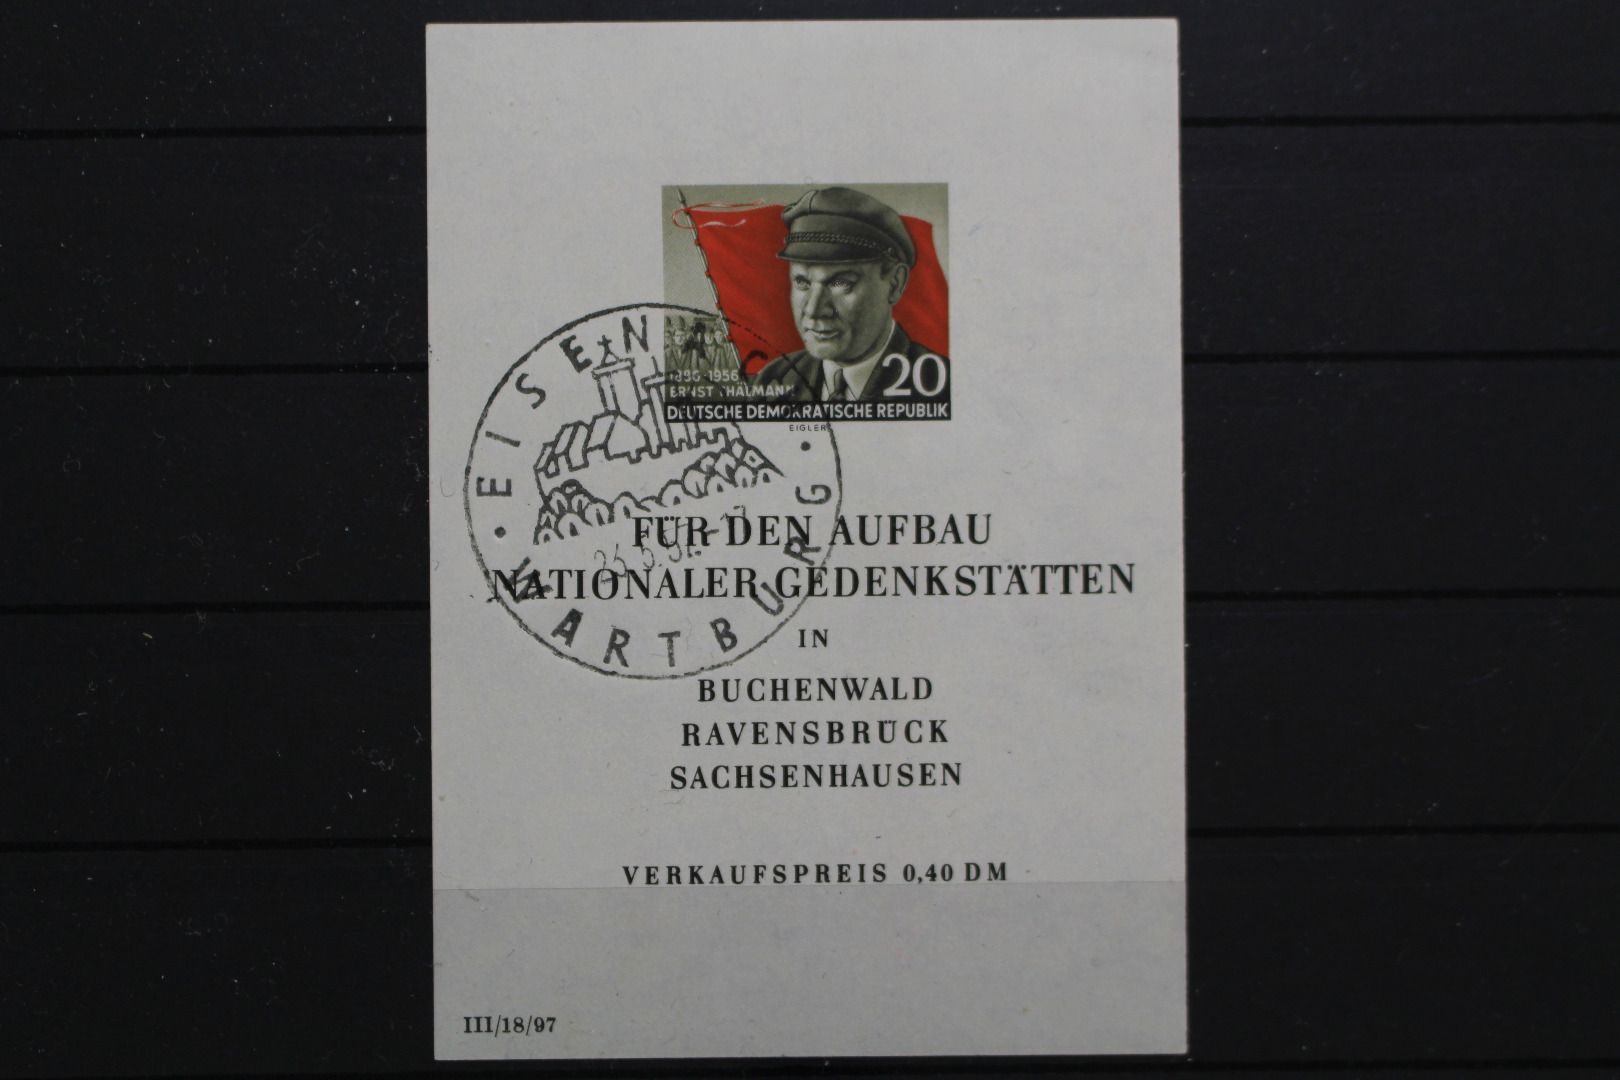 1886-1956
ERNST THÄLMANN
20
DEUTSCHE DEMOKRATISCHE REPUBLIK
EIGLER
EISENACH
WARTBURG
FÜR DEN AUFBAU
NATIONALER GEDENKSTÄTTEN
IN
BUCHENWALD
RAVENSBRÜCK
SACHSENHAUSEN
VERKAUFSPREIS 0,40 DM
III/18/97